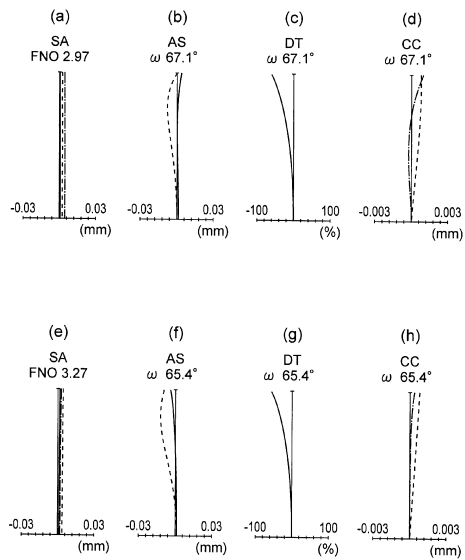 (a) (b) (c) (d)
SA AS DT CC
FNO 2.97 ω 67.1° ω 67.1° ω 67.1°
-0.03 0.03 -0.03 0.03 -100 100 -0.003 0.003
(mm) (mm) (%) (mm)
(e) (f) (g) (h)
SA AS DT CC
FNO 3.27 ω 65.4° ω 65.4° ω 65.4°
-0.03 0.03 -0.03 0.03 -100 100 -0.003 0.003
(mm) (mm) (%) (mm)